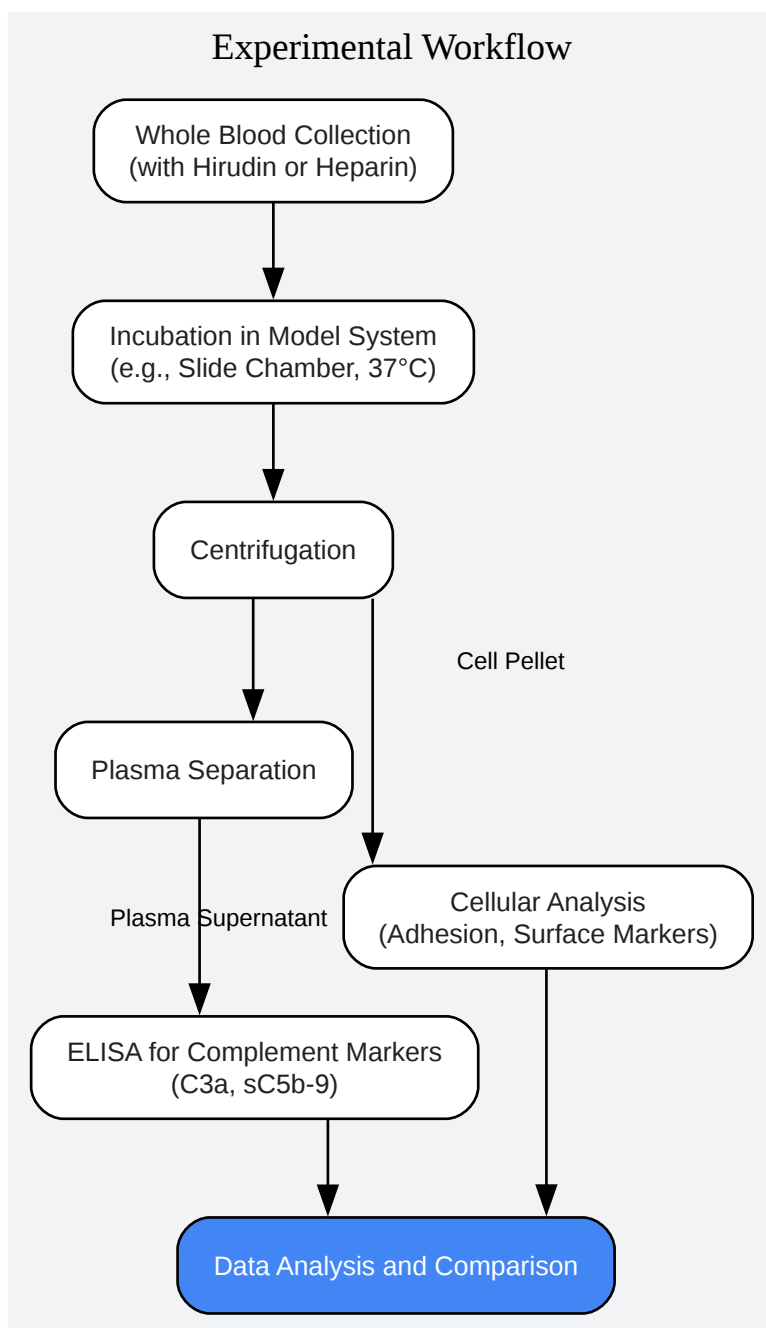 Experimental Workflow
Whole Blood Collection
(with Hirudin or Heparin)
Incubation in Model System
(e.g., Slide Chamber, 37°C)
Centrifugation
Cell Pellet
Plasma Separation
Cellular Analysis
(Adhesion, Surface Markers)
Plasma Supernatant
ELISA for Complement Markers
(C3a, sC5b-9)
Data Analysis and Comparison